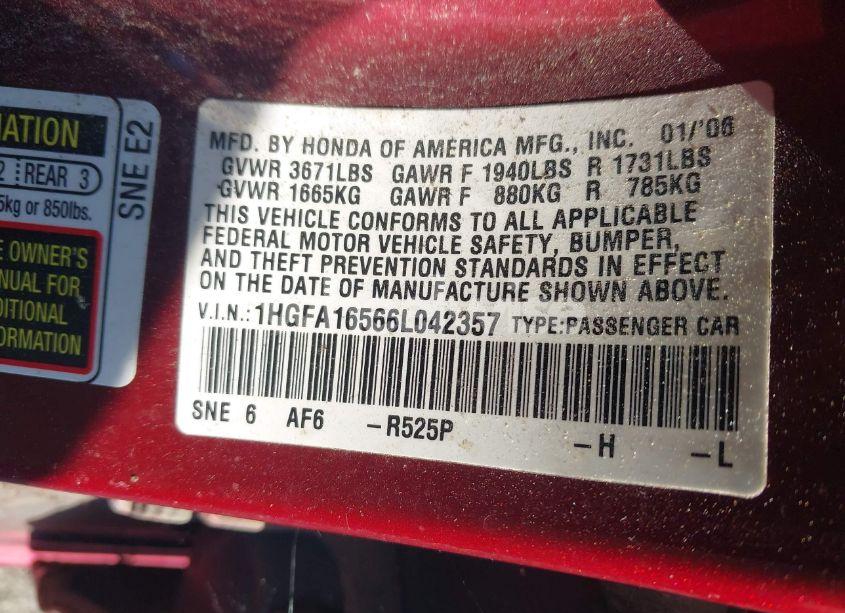 MATION
2 REAR 3
5kg or 850lbs.
OWNER'S
ANUAL FOR
DITIONAL
FORMATION
SNE E2
MFD. BY HONDA OF AMERICA MFG., INC. 01/'06
GVWR 3671LBS GAWR F 1940LBS R 1731LBS
GVWR 1665KG GAWR F 880KG R 785KG
THIS VEHICLE CONFORMS TO ALL APPLICABLE
FEDERAL MOTOR VEHICLE SAFETY, BUMPER,
AND THEFT PREVENTION STANDARDS IN EFFECT
ON THE DATE OF MANUFACTURE SHOWN ABOVE.
V.I.N.: 1HGFA16566L042357 TYPE:PASSENGER CAR
SNE 6 AF6 -R525P -H -L